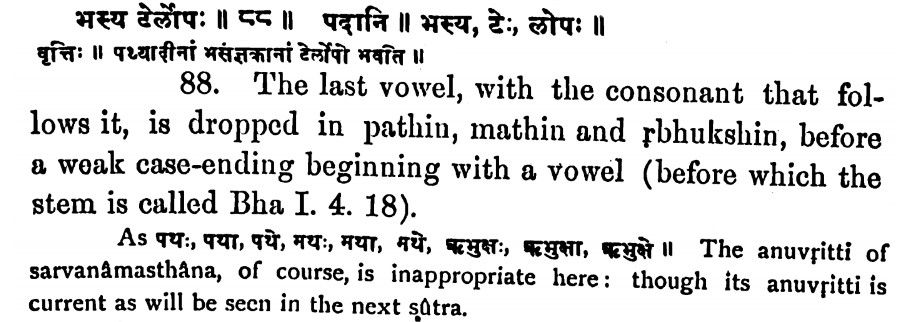 भस्य टेर्लोपः ॥ ८८ ॥ पदानि ॥ भस्य, टेः, लोपः ॥
वृत्तिः ॥ पथ्यादीनां भसंज्ञकानां टेर्लोपो भवति ॥
88. The last vowel, with the consonant that fol-
lows it, is dropped in pathin, mathin and ṛbhukshin, before
a weak case-ending beginning with a vowel (before which the
stem is called Bha I. 4. 18).
As पथः, पथा, पथे, मथः, मथा, मथे, ऋभुक्षः, ऋभुक्षा, ऋभुक्षे ॥ The anuvṛitti of
sarvanâmasthâna, of course, is inappropriate here: though its anuvṛitti is
current as will be seen in the next ṣûtra.